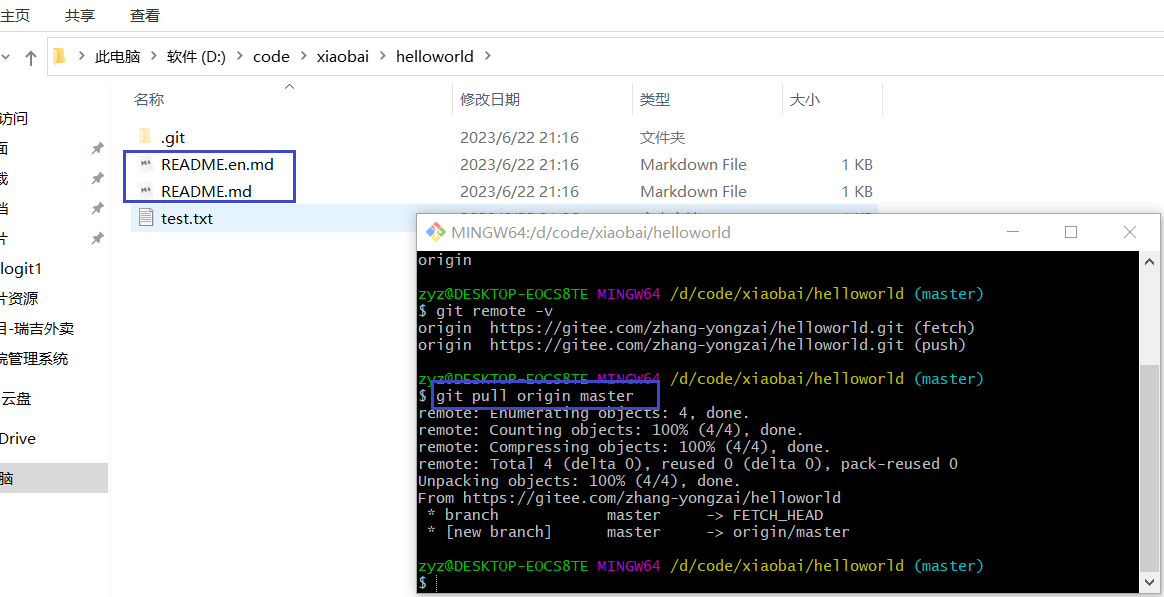 主页 共享 查看
此电脑 软件 (D:) code xiaobai helloworld
名称 修改日期 类型 大小
访问
.git 2023/6/22 21:16 文件夹
README.en.md 2023/6/22 21:16 Markdown File 1 KB
README.md 2023/6/22 21:16 Markdown File 1 KB
test.txt
logit1
片资源
目-瑞吉外卖
院管理系统
云盘
Drive
脑
MINGW64:/d/code/xiaobai/helloworld
origin
zyz@DESKTOP-EOCS8TE MINGW64 /d/code/xiaobai/helloworld (master)
$ git remote -v
origin https://gitee.com/zhang-yongzai/helloworld.git (fetch)
origin https://gitee.com/zhang-yongzai/helloworld.git (push)
zyz@DESKTOP-EOCS8TE MINGW64 /d/code/xiaobai/helloworld (master)
$ git pull origin master
remote: Enumerating objects: 4, done.
remote: Counting objects: 100% (4/4), done.
remote: Compressing objects: 100% (4/4), done.
remote: Total 4 (delta 0), reused 0 (delta 0), pack-reused 0
Unpacking objects: 100% (4/4), done.
From https://gitee.com/zhang-yongzai/helloworld
* branch master -> FETCH_HEAD
* [new branch] master -> origin/master
zyz@DESKTOP-EOCS8TE MINGW64 /d/code/xiaobai/helloworld (master)
$